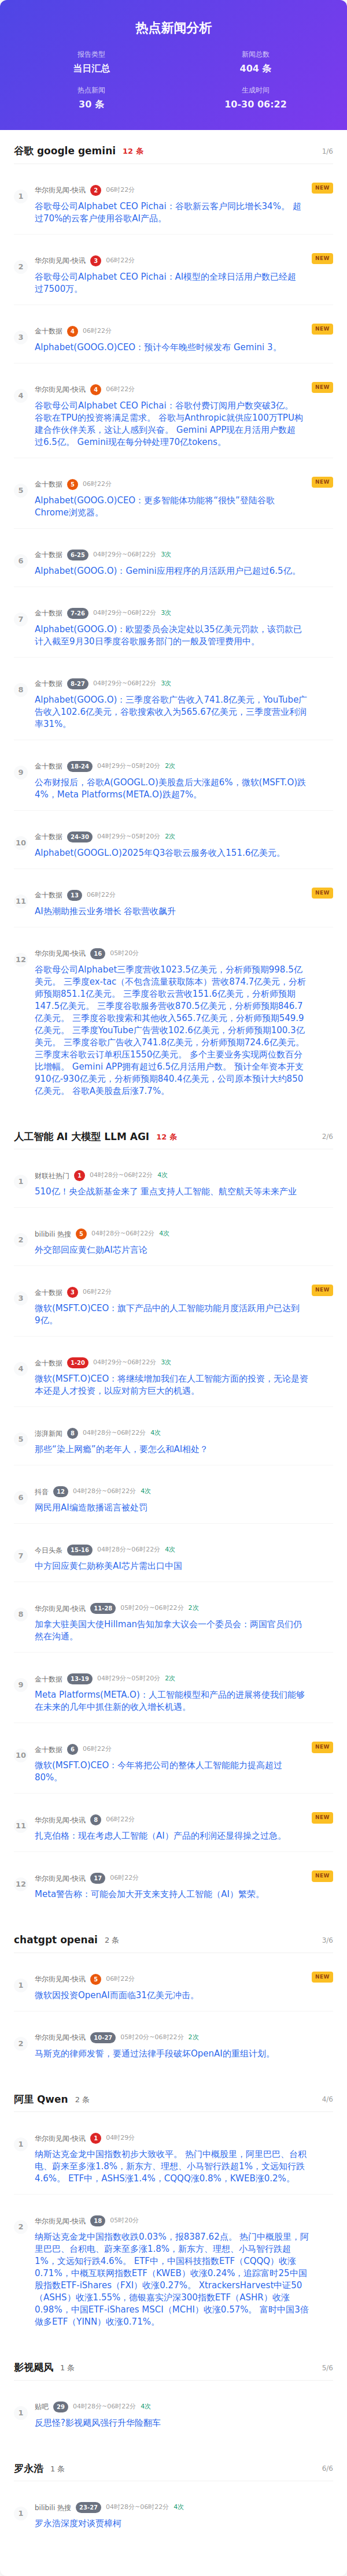 热点新闻分析
报告类型
当日汇总
新闻总数
404 条
热点新闻
30 条
生成时间
10-30 06:22
谷歌 google gemini 12 条 1/6
1
华尔街见闻-快讯 2 06时22分 NEW
谷歌母公司Alphabet CEO Pichai：谷歌新云客户同比增长34%。 超
过70%的云客户使用谷歌AI产品。
2
华尔街见闻-快讯 3 06时22分 NEW
谷歌母公司Alphabet CEO Pichai：AI模型的全球日活用户数已经超
过7500万。
3
金十数据 4 06时22分 NEW
Alphabet(GOOG.O)CEO：预计今年晚些时候发布 Gemini 3。
4
华尔街见闻-快讯 4 06时22分 NEW
谷歌母公司Alphabet CEO Pichai：谷歌付费订阅用户数突破3亿。
谷歌在TPU的投资将满足需求。 谷歌与Anthropic就供应100万TPU构
建合作伙伴关系，这让人感到兴奋。 Gemini APP现在月活用户数超
过6.5亿。 Gemini现在每分钟处理70亿tokens。
5
金十数据 5 06时22分 NEW
Alphabet(GOOG.O)CEO：更多智能体功能将“很快”登陆谷歌
Chrome浏览器。
6
金十数据 6-25 04时29分~06时22分 3次
Alphabet(GOOG.O)：Gemini应用程序的月活跃用户已超过6.5亿。
7
金十数据 7-26 04时29分~06时22分 3次
Alphabet(GOOG.O)：欧盟委员会决定处以35亿美元罚款，该罚款已
计入截至9月30日季度谷歌服务部门的一般及管理费用中。
8
金十数据 8-27 04时29分~06时22分 3次
Alphabet(GOOG.O)：三季度谷歌广告收入741.8亿美元，YouTube广
告收入102.6亿美元，谷歌搜索收入为565.67亿美元，三季度营业利润
率31%。
9
金十数据 18-24 04时29分~05时20分 2次
公布财报后，谷歌A(GOOGL.O)美股盘后大涨超6%，微软(MSFT.O)跌
4%，Meta Platforms(META.O)跌超7%。
10
金十数据 24-30 04时29分~05时20分 2次
Alphabet(GOOGL.O)2025年Q3谷歌云服务收入151.6亿美元。
11
金十数据 13 06时22分 NEW
AI热潮助推云业务增长 谷歌营收飙升
12
华尔街见闻-快讯 16 05时20分
谷歌母公司Alphabet三季度营收1023.5亿美元，分析师预期998.5亿
美元。 三季度ex-tac（不包含流量获取陈本）营收874.7亿美元，分析
师预期851.1亿美元。 三季度谷歌云营收151.6亿美元，分析师预期
147.5亿美元。 三季度谷歌服务营收870.5亿美元，分析师预期846.7
亿美元。 三季度谷歌搜索和其他收入565.7亿美元，分析师预期549.9
亿美元。 三季度YouTube广告营收102.6亿美元，分析师预期100.3亿
美元。 三季度谷歌广告收入741.8亿美元，分析师预期724.6亿美元。
三季度末谷歌云订单积压1550亿美元。 多个主要业务实现两位数百分
比增幅。 Gemini APP拥有超过6.5亿月活用户数。 预计全年资本开支
910亿-930亿美元，分析师预期840.4亿美元，公司原本预计大约850
亿美元。 谷歌A美股盘后涨7.7%。
人工智能 AI 大模型 LLM AGI 12 条 2/6
1
财联社热门 1 04时28分~06时22分 4次
510亿！央企战新基金来了 重点支持人工智能、航空航天等未来产业
2
bilibili 热搜 5 04时28分~06时22分 4次
外交部回应黄仁勋AI芯片言论
3
金十数据 3 06时22分 NEW
微软(MSFT.O)CEO：旗下产品中的人工智能功能月度活跃用户已达到
9亿。
4
金十数据 1-20 04时29分~06时22分 3次
微软(MSFT.O)CEO：将继续增加我们在人工智能方面的投资，无论是资
本还是人才投资，以应对前方巨大的机遇。
5
澎湃新闻 8 04时28分~06时22分 4次
那些“染上网瘾”的老年人，要怎么和AI相处？
6
抖音 12 04时28分~06时22分 4次
网民用AI编造散播谣言被处罚
7
今日头条 15-16 04时28分~06时22分 4次
中方回应黄仁勋称美AI芯片需出口中国
8
华尔街见闻-快讯 11-28 05时20分~06时22分 2次
加拿大驻美国大使Hillman告知加拿大议会一个委员会：两国官员们仍
然在沟通。
9
金十数据 13-19 04时29分~05时20分 2次
Meta Platforms(META.O)：人工智能模型和产品的进展将使我们能够
在未来的几年中抓住新的收入增长机遇。
10
金十数据 6 06时22分 NEW
微软(MSFT.O)CEO：今年将把公司的整体人工智能能力提高超过
80%。
11
华尔街见闻-快讯 8 06时22分 NEW
扎克伯格：现在考虑人工智能（AI）产品的利润还显得操之过急。
12
华尔街见闻-快讯 17 06时22分 NEW
Meta警告称：可能会加大开支来支持人工智能（AI）繁荣。
chatgpt openai 2 条 3/6
1
华尔街见闻-快讯 5 06时22分 NEW
微软因投资OpenAI而面临31亿美元冲击。
2
华尔街见闻-快讯 10-27 05时20分~06时22分 2次
马斯克的律师发誓，要通过法律手段破坏OpenAI的重组计划。
阿里 Qwen 2 条 4/6
1
华尔街见闻-快讯 1 04时29分
纳斯达克金龙中国指数初步大致收平。 热门中概股里，阿里巴巴、台积
电、蔚来至多涨1.8%，新东方、理想、小马智行跌超1%，文远知行跌
4.6%。 ETF中，ASHS涨1.4%，CQQQ涨0.8%，KWEB涨0.2%。
2
华尔街见闻-快讯 18 05时20分
纳斯达克金龙中国指数收跌0.03%，报8387.62点。 热门中概股里，阿
里巴巴、台积电、蔚来至多涨1.8%，新东方、理想、小马智行跌超
1%，文远知行跌4.6%。 ETF中，中国科技指数ETF（CQQQ）收涨
0.71%，中概互联网指数ETF（KWEB）收涨0.24%，追踪富时25中国
股指数ETF-iShares（FXI）收涨0.27%。 XtrackersHarvest中证50
（ASHS）收涨1.55%，德银嘉实沪深300指数ETF（ASHR）收涨
0.98%，中国ETF-iShares MSCI（MCHI）收涨0.57%。 富时中国3倍
做多ETF（YINN）收涨0.71%。
影视飓风 1 条 5/6
1
贴吧 29 04时28分~06时22分 4次
反思怪?影视飓风强行升华险翻车
罗永浩 1 条 6/6
1
bilibili 热搜 23-27 04时28分~06时22分 4次
罗永浩深度对谈贾樟柯